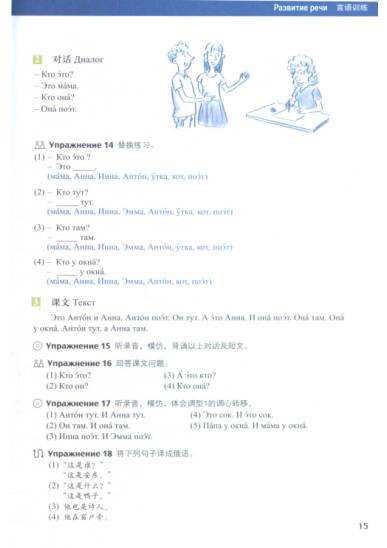 Развитие речи 言语训练
2 对话 Диалог
– Кто э́то?
– Это ма́ма.
– Кто она́?
– Она́ поэ́т.
Упражнение 14 替换练习。
(1) – Кто э́то ?
– Это _____.
(ма́ма, А́нна, И́нна, Анто́н, у́тка, кот, поэ́т)
(2) – Кто тут?
– _____ тут.
(ма́ма, А́нна, И́нна, Э́мма, Анто́н, у́тка, кот, поэ́т)
(3) – Кто там?
– _____ там.
(ма́ма, А́нна, И́нна, Э́мма, Анто́н, у́тка, кот, поэ́т)
(4) – Кто у окна́?
– _____ у окна́.
(ма́ма, А́нна, И́нна, Э́мма, Анто́н, кот, поэ́т)
3 课文 Текст
Это Анто́н и А́нна. Анто́н поэ́т. Он тут. А э́то А́нна. И она́ поэ́т. Она́ там. Она́
у окна́. Анто́н тут, а А́нна там.
Упражнение 15 听录音，模仿，背诵以上对话及短文。
Упражнение 16 回答课文问题。
(1) Кто э́то? (3) А э́то кто?
(2) Кто он? (4) Кто она́?
Упражнение 17 听录音，模仿，体会调型1的调心转移。
(1) Анто́н тут. И А́нна тут. (4) Это сок. И э́то сок.
(2) Он там. И она́ там. (5) Па́па у окна́. И ма́ма у окна́.
(3) И́нна поэ́т. И Э́мма поэ́т.
Упражнение 18 将下列句子译成俄语。
(1) “这是谁？”
“这是安东。”
(2) “这是什么？”
“这是鸭子。”
(3) 他也是诗人。
(4) 他在窗户旁。
15